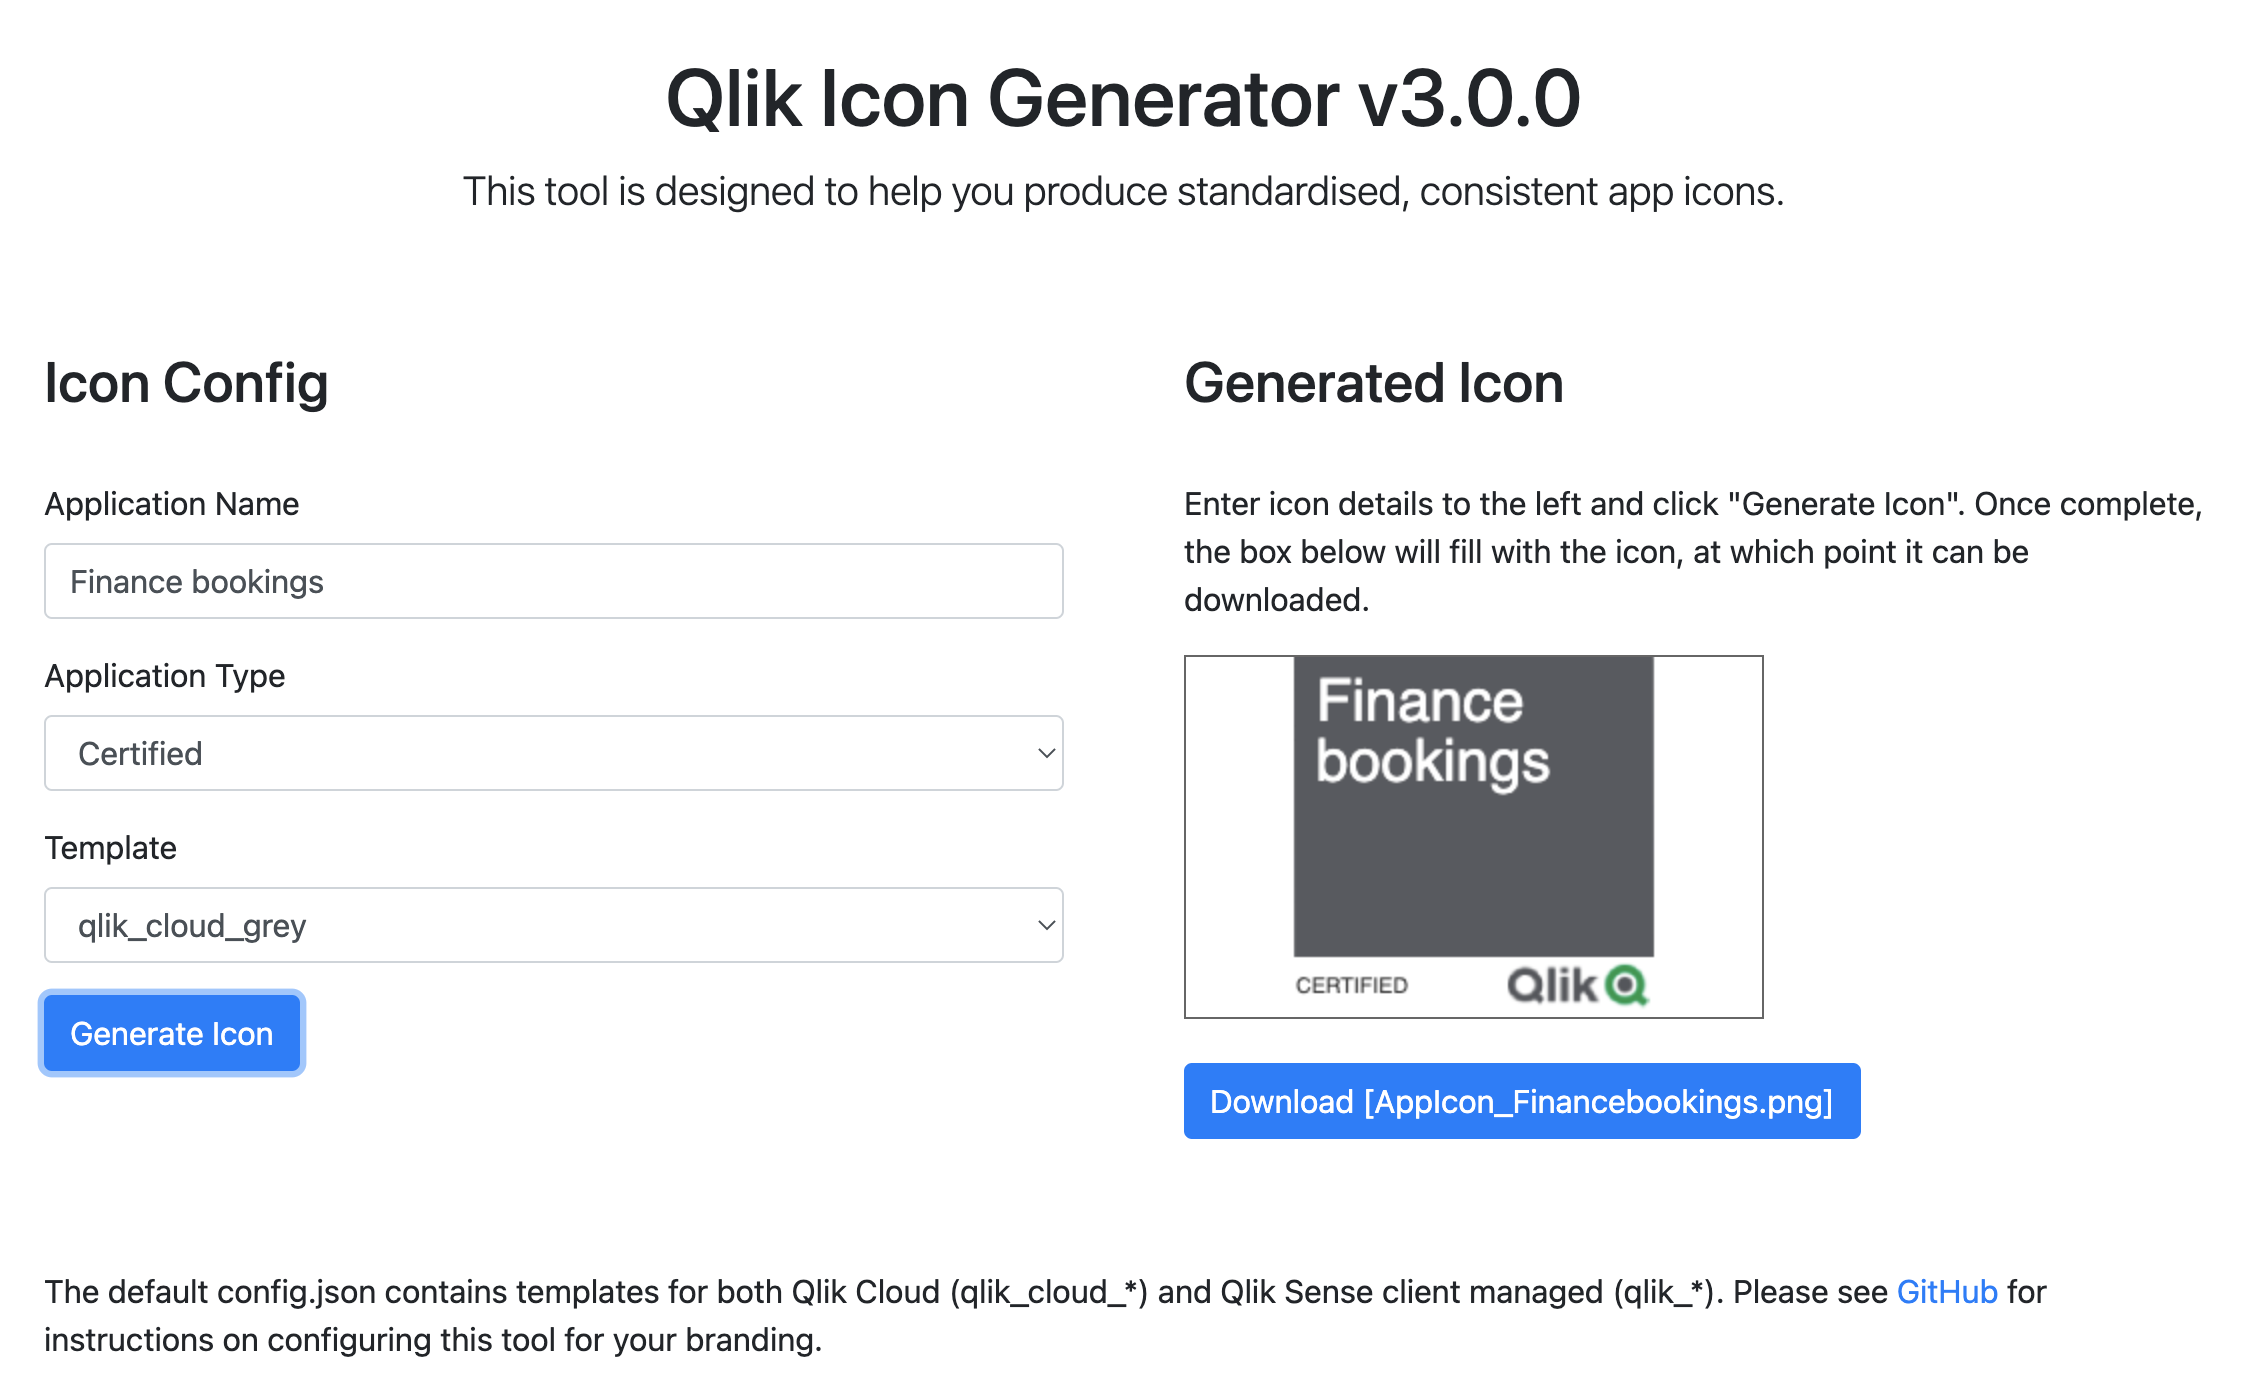 Qlik Icon Generator v3.0.0
This tool is designed to help you produce standardised, consistent app icons.
Icon Config
Application Name
Finance bookings
Application Type
Certified
Template
qlik_cloud_grey
Generate Icon
Generated Icon
Enter icon details to the left and click "Generate Icon". Once complete,
the box below will fill with the icon, at which point it can be
downloaded.
Finance
bookings
CERTIFIED
Qlik
Download [AppIcon_Financebookings.png]
The default config.json contains templates for both Qlik Cloud (qlik_cloud_*) and Qlik Sense client managed (qlik_*). Please see GitHub for
instructions on configuring this tool for your branding.